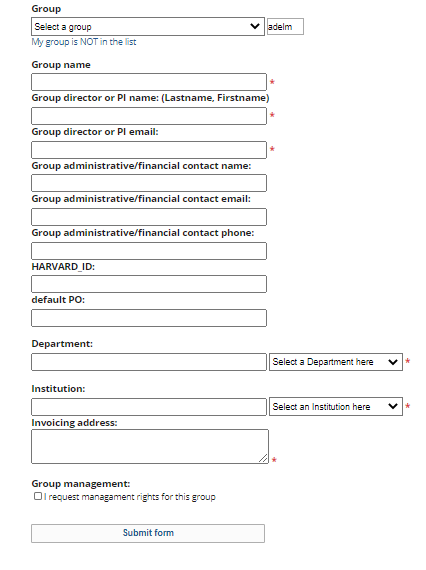 Group
Select a group adelm
My group is NOT in the list
Group name
*
Group director or PI name: (Lastname, Firstname)
*
Group director or PI email:
*
Group administrative/financial contact name:
Group administrative/financial contact email:
Group administrative/financial contact phone:
HARVARD_ID:
default PO:
Department:
Select a Department here *
Institution:
Select an Institution here *
Invoicing address:
*
Group management:
I request managament rights for this group
Submit form